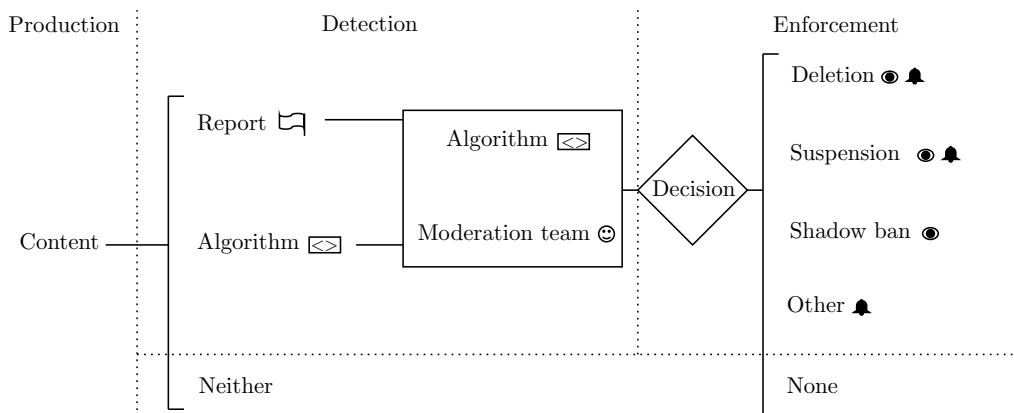 Production
Detection
Enforcement
Content
Report
Algorithm <>
Neither
Algorithm <>
Moderation team
Decision
Deletion
Suspension
Shadow ban
Other
None